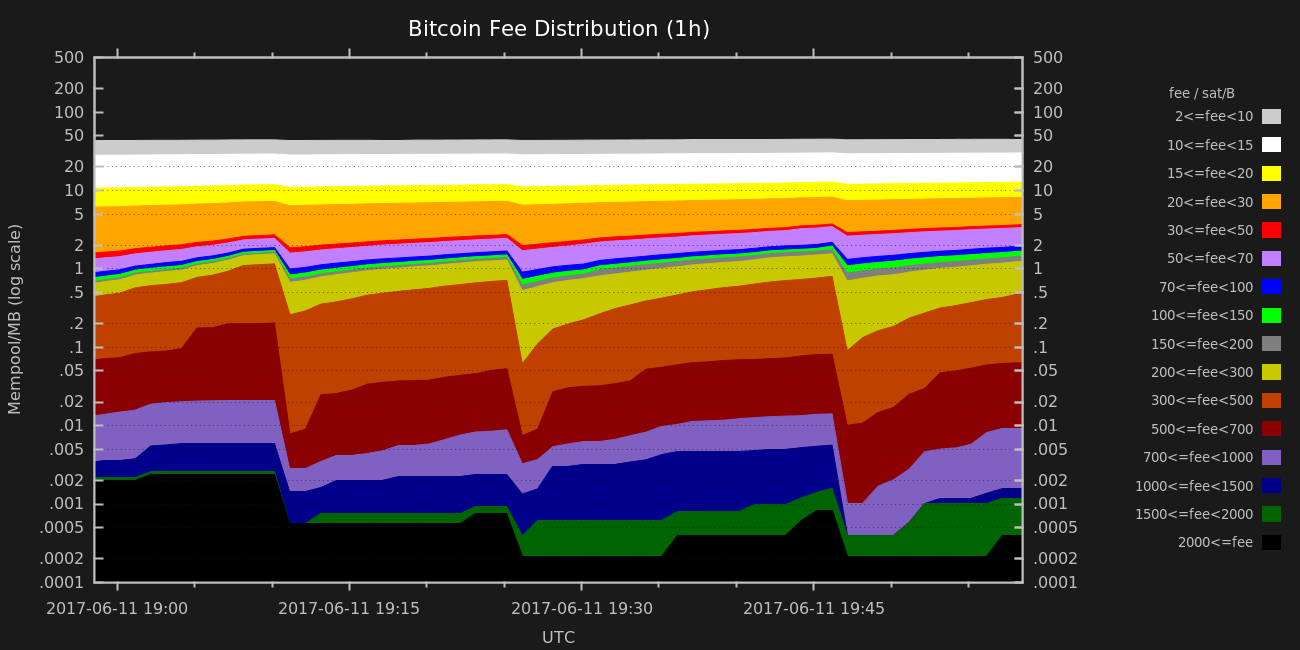 Bitcoin Fee Distribution (1h)
Mempool/MB (log scale)
500
200
100
50
20
10
5
2
1
.5
.2
.1
.05
.02
.01
.005
.002
.001
.0005
.0002
.0001
500
200
100
50
20
10
5
2
1
.5
.2
.1
.05
.02
.01
.005
.002
.001
.0005
.0002
.0001
2017-06-11 19:00
2017-06-11 19:15
2017-06-11 19:30
2017-06-11 19:45
UTC
fee / sat/B
2<=fee<10
10<=fee<15
15<=fee<20
20<=fee<30
30<=fee<50
50<=fee<70
70<=fee<100
100<=fee<150
150<=fee<200
200<=fee<300
300<=fee<500
500<=fee<700
700<=fee<1000
1000<=fee<1500
1500<=fee<2000
2000<=fee